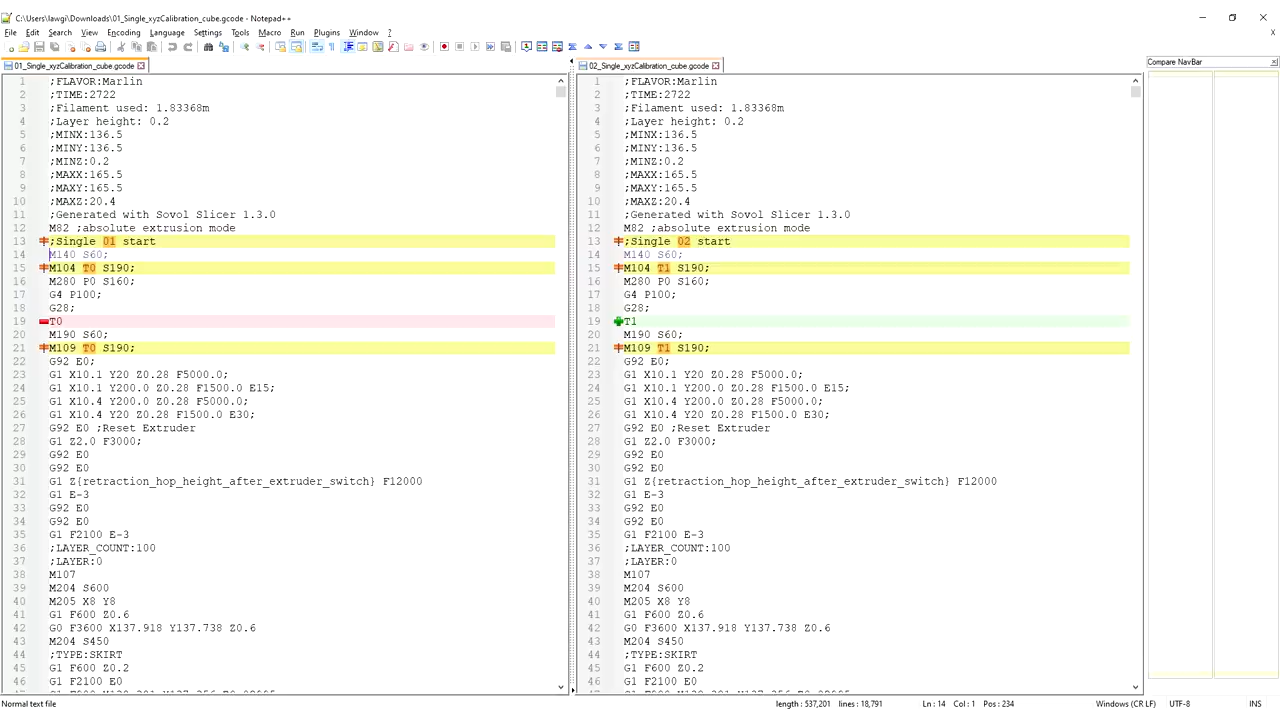 C:\Users\lawgi\Downloads\01_Single_xyzCalibration_cube.gcode - Notepad++
File Edit Search View Encoding Language Settings Tools Macro Run Plugins Window ?
X
01_Single_xyzCalibration_cube.gcode
1 ;FLAVOR:Marlin
2 ;TIME:2722
3 ;Filament used: 1.83368m
4 ;Layer height: 0.2
5 ;MINX:136.5
6 ;MINY:136.5
7 ;MINZ:0.2
8 ;MAXX:165.5
9 ;MAXY:165.5
10 ;MAXZ:20.4
11 ;Generated with Sovol Slicer 1.3.0
12 M82 ;absolute extrusion mode
13 ;Single 01 start
14 M140 S60;
15 M104 T0 S190;
16 M280 P0 S160;
17 G4 P100;
18 G28;
19 T0
20 M190 S60;
21 M109 T0 S190;
22 G92 E0;
23 G1 X10.1 Y20 Z0.28 F5000.0;
24 G1 X10.1 Y200.0 Z0.28 F1500.0 E15;
25 G1 X10.4 Y200.0 Z0.28 F5000.0;
26 G1 X10.4 Y20 Z0.28 F1500.0 E30;
27 G92 E0 ;Reset Extruder
28 G1 Z2.0 F3000;
29 G92 E0
30 G92 E0
31 G1 Z{retraction_hop_height_after_extruder_switch} F12000
32 G1 E-3
33 G92 E0
34 G92 E0
35 G1 F2100 E-3
36 ;LAYER_COUNT:100
37 ;LAYER:0
38 M107
39 M204 S600
40 M205 X8 Y8
41 G1 F600 Z0.6
42 G0 F3600 X137.918 Y137.738 Z0.6
43 M204 S450
44 ;TYPE:SKIRT
45 G1 F600 Z0.2
46 G1 F2100 E0
02_Single_xyzCalibration_cube.gcode
1 ;FLAVOR:Marlin
2 ;TIME:2722
3 ;Filament used: 1.83368m
4 ;Layer height: 0.2
5 ;MINX:136.5
6 ;MINY:136.5
7 ;MINZ:0.2
8 ;MAXX:165.5
9 ;MAXY:165.5
10 ;MAXZ:20.4
11 ;Generated with Sovol Slicer 1.3.0
12 M82 ;absolute extrusion mode
13 ;Single 02 start
14 M140 S60;
15 M104 T1 S190;
16 M280 P0 S160;
17 G4 P100;
18 G28;
19 T1
20 M190 S60;
21 M109 T1 S190;
22 G92 E0;
23 G1 X10.1 Y20 Z0.28 F5000.0;
24 G1 X10.1 Y200.0 Z0.28 F1500.0 E15;
25 G1 X10.4 Y200.0 Z0.28 F5000.0;
26 G1 X10.4 Y20 Z0.28 F1500.0 E30;
27 G92 E0 ;Reset Extruder
28 G1 Z2.0 F3000;
29 G92 E0
30 G92 E0
31 G1 Z{retraction_hop_height_after_extruder_switch} F12000
32 G1 E-3
33 G92 E0
34 G92 E0
35 G1 F2100 E-3
36 ;LAYER_COUNT:100
37 ;LAYER:0
38 M107
39 M204 S600
40 M205 X8 Y8
41 G1 F600 Z0.6
42 G0 F3600 X137.918 Y137.738 Z0.6
43 M204 S450
44 ;TYPE:SKIRT
45 G1 F600 Z0.2
46 G1 F2100 E0
Compare NavBar
Normal text file length : 537,201 lines : 18,791 Ln : 14 Col : 1 Pos : 234 Windows (CR LF) UTF-8 INS